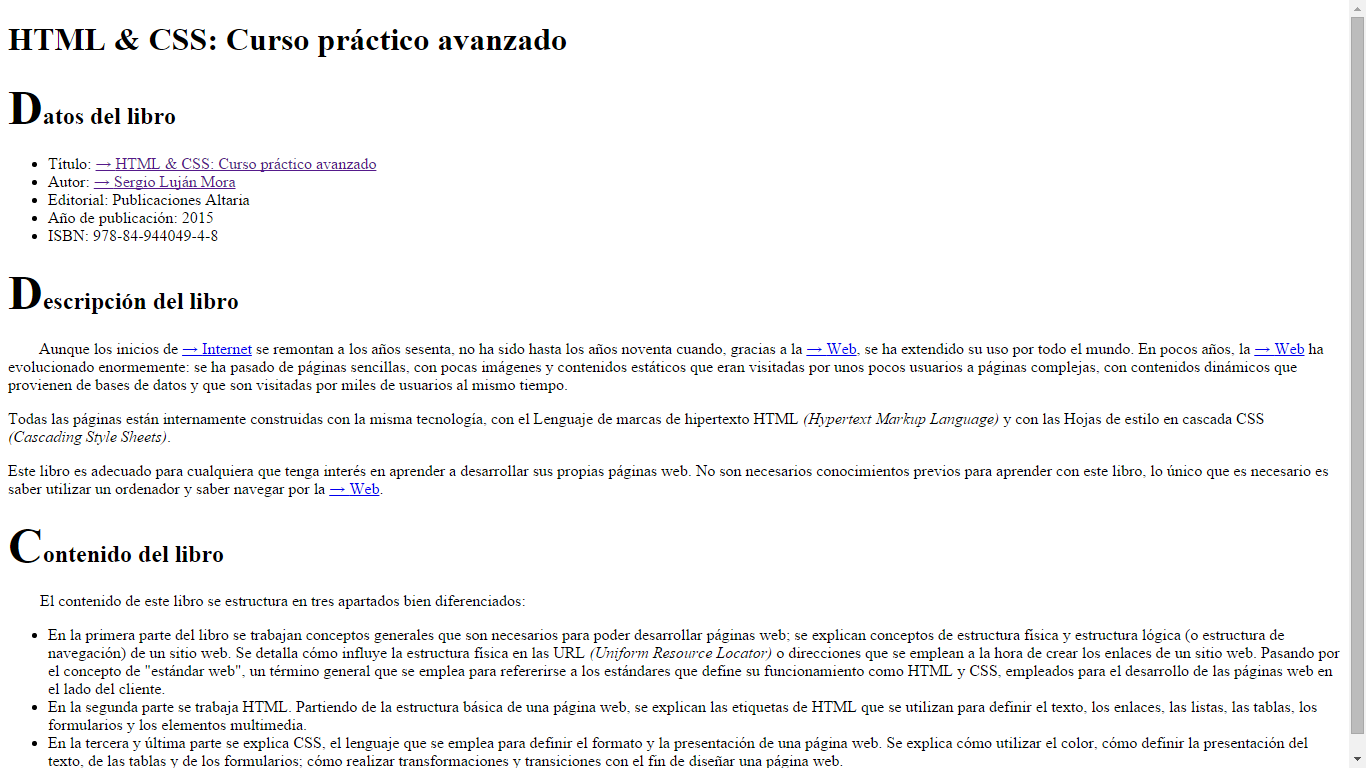 HTML & CSS: Curso práctico avanzado
Datos del libro
• Título: → HTML & CSS: Curso práctico avanzado
• Autor: → Sergio Luján Mora
• Editorial: Publicaciones Altaria
• Año de publicación: 2015
• ISBN: 978-84-944049-4-8
Descripción del libro
Aunque los inicios de → Internet se remontan a los años sesenta, no ha sido hasta los años noventa cuando, gracias a la → Web, se ha extendido su uso por todo el mundo. En pocos años, la → Web ha
evolucionado enormemente: se ha pasado de páginas sencillas, con pocas imágenes y contenidos estáticos que eran visitadas por unos pocos usuarios a páginas complejas, con contenidos dinámicos que
provienen de bases de datos y que son visitadas por miles de usuarios al mismo tiempo.
Todas las páginas están internamente construidas con la misma tecnología, con el Lenguaje de marcas de hipertexto HTML (Hypertext Markup Language) y con las Hojas de estilo en cascada CSS
(Cascading Style Sheets).
Este libro es adecuado para cualquiera que tenga interés en aprender a desarrollar sus propias páginas web. No son necesarios conocimientos previos para aprender con este libro, lo único que es necesario es
saber utilizar un ordenador y saber navegar por la → Web.
Contenido del libro
El contenido de este libro se estructura en tres apartados bien diferenciados:
• En la primera parte del libro se trabajan conceptos generales que son necesarios para poder desarrollar páginas web; se explican conceptos de estructura física y estructura lógica (o estructura de
navegación) de un sitio web. Se detalla cómo influye la estructura física en las URL (Uniform Resource Locator) o direcciones que se emplean a la hora de crear los enlaces de un sitio web. Pasando por
el concepto de "estándar web", un término general que se emplea para refererirse a los estándares que define su funcionamiento como HTML y CSS, empleados para el desarrollo de las páginas web en
el lado del cliente.
• En la segunda parte se trabaja HTML. Partiendo de la estructura básica de una página web, se explican las etiquetas de HTML que se utilizan para definir el texto, los enlaces, las listas, las tablas, los
formularios y los elementos multimedia.
• En la tercera y última parte se explica CSS, el lenguaje que se emplea para definir el formato y la presentación de una página web. Se explica cómo utilizar el color, cómo definir la presentación del
texto, de las tablas y de los formularios; cómo realizar transformaciones y transiciones con el fin de diseñar una página web.